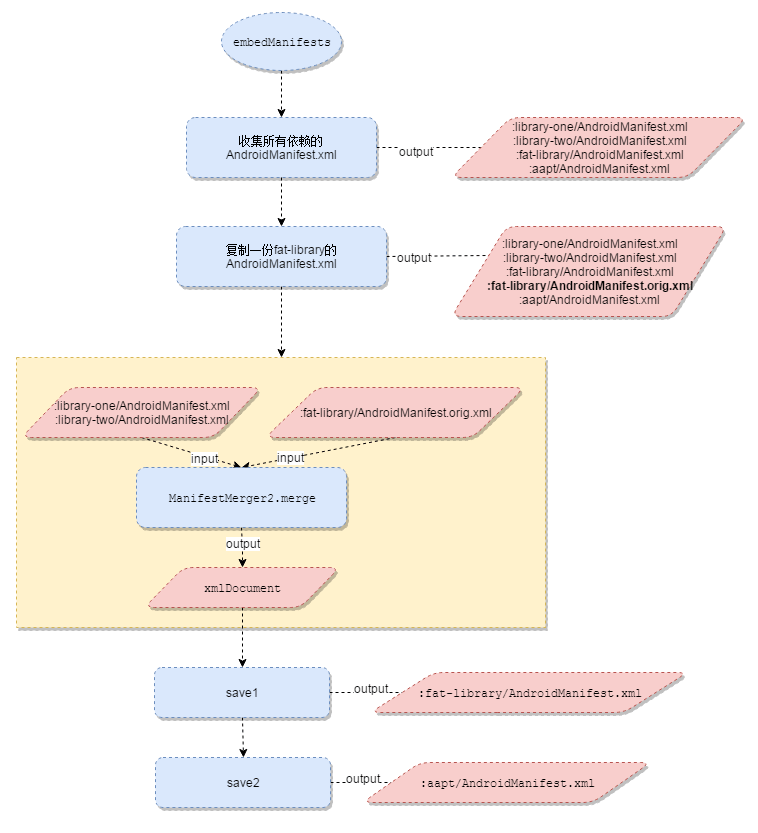 embedManifests
收集所有依赖的
AndroidManifest.xml
output
:library-one/AndroidManifest.xml
:library-two/AndroidManifest.xml
:fat-library/AndroidManifest.xml
:aapt/AndroidManifest.xml
复制一份fat-library的
AndroidManifest.xml
output
:library-one/AndroidManifest.xml
:library-two/AndroidManifest.xml
:fat-library/AndroidManifest.xml
:fat-library/AndroidManifest.orig.xml
:aapt/AndroidManifest.xml
:library-one/AndroidManifest.xml
:library-two/AndroidManifest.xml
:fat-library/AndroidManifest.orig.xml
input
input
ManifestMerger2.merge
output
xmlDocument
save1
output
:fat-library/AndroidManifest.xml
save2
output
:aapt/AndroidManifest.xml